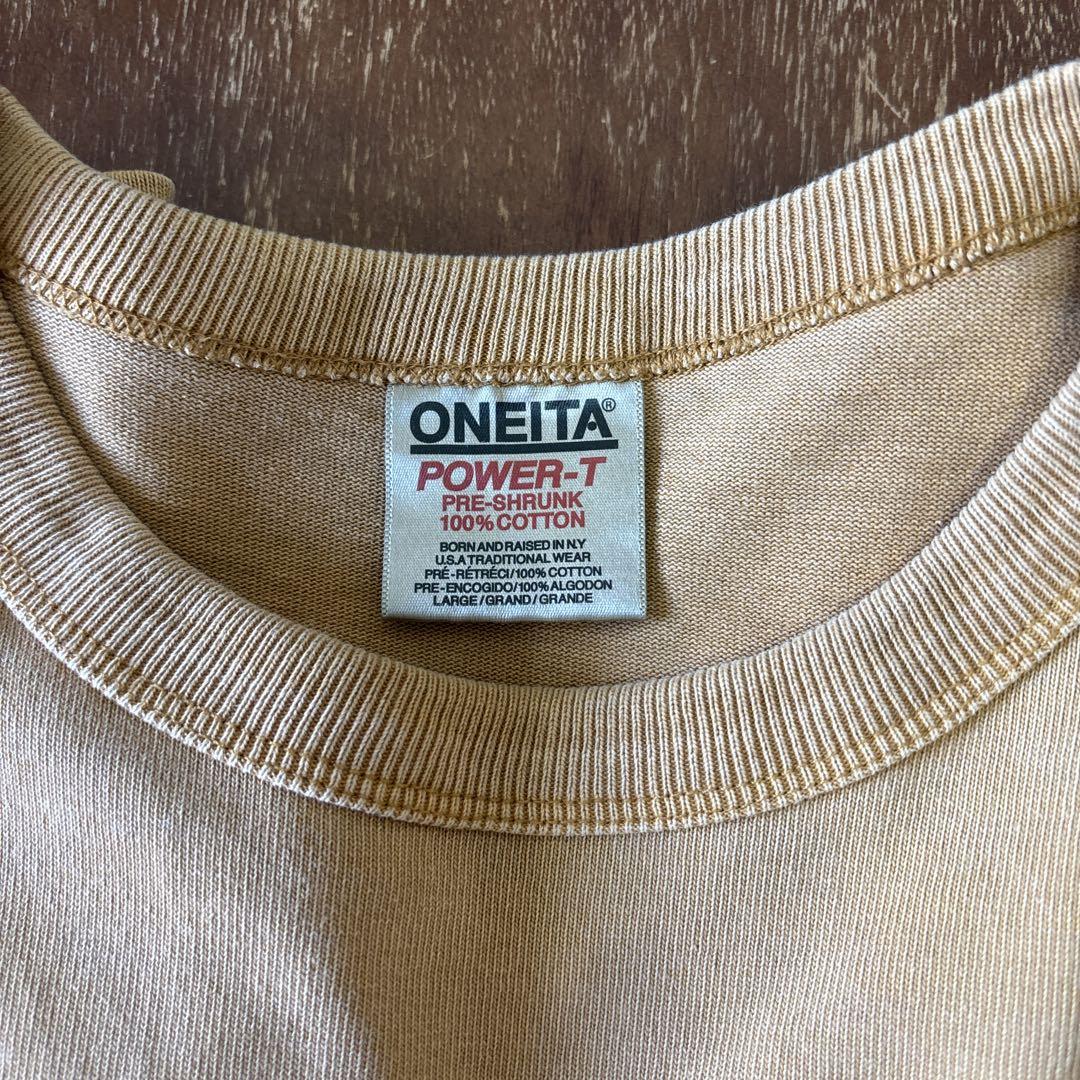 ONEITA®
POWER-T
PRE-SHRUNK
100% COTTON
BORN AND RAISED IN N.Y
U.S.A TRADITIONAL WEAR
PRÉ-RÉTRÉCI/100% COTTON
PRE-ENCOGIDO/100% ALGODON
LARGE/GRAND/GRANDE